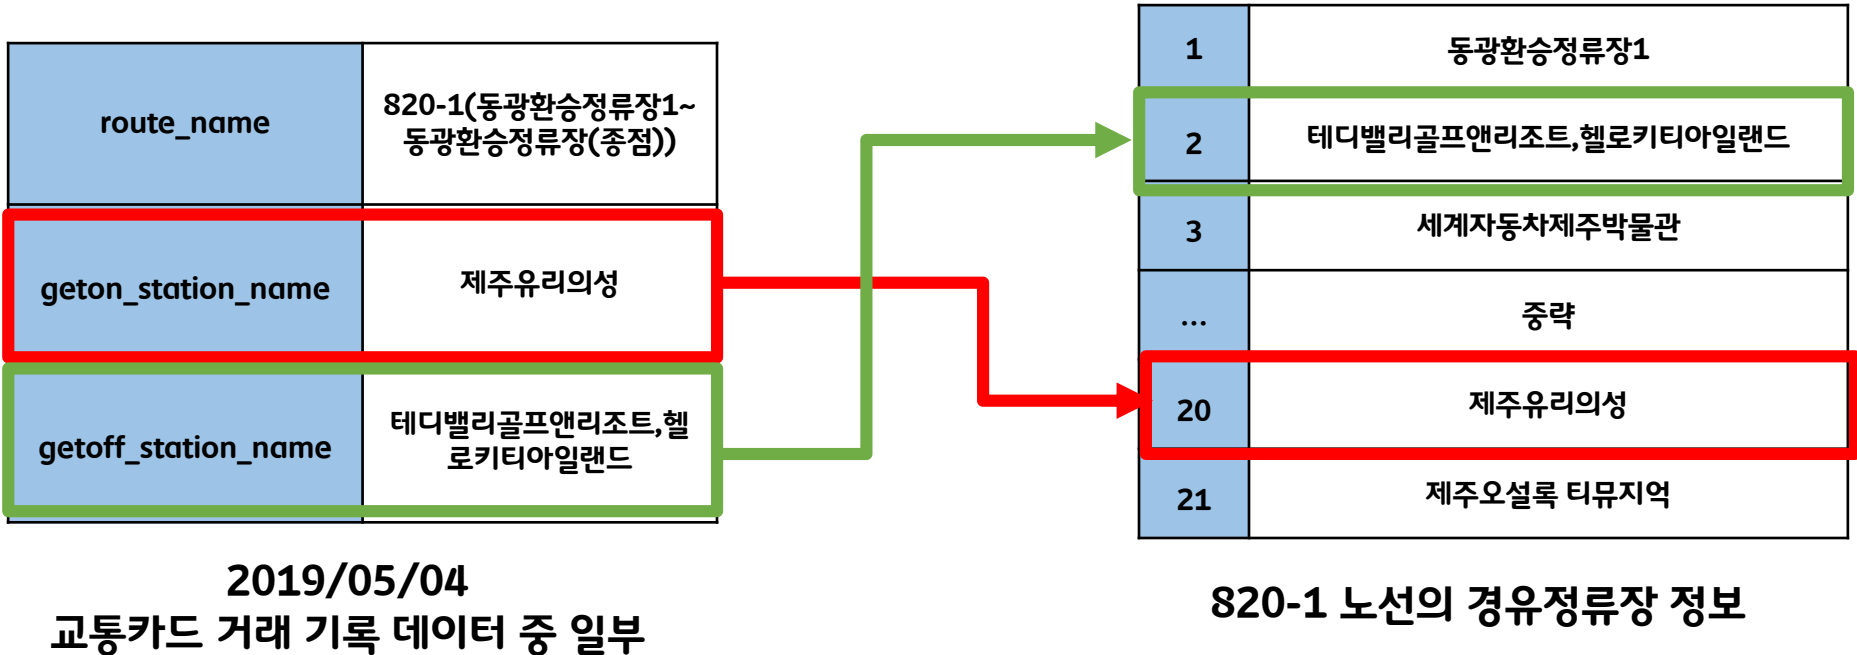 route_name
820-1(동광환승정류장1~
동광환승정류장(종점))
geton_station_name
제주유리의성
getoff_station_name
테디밸리골프앤리조트,헬
로키티아일랜드
2019/05/04
교통카드 거래 기록 데이터 중 일부
1
동광환승정류장1
2
테디밸리골프앤리조트,헬로키티아일랜드
3
세계자동차제주박물관
...
중략
20
제주유리의성
21
제주오설록 티뮤지엄
820-1 노선의 경유정류장 정보